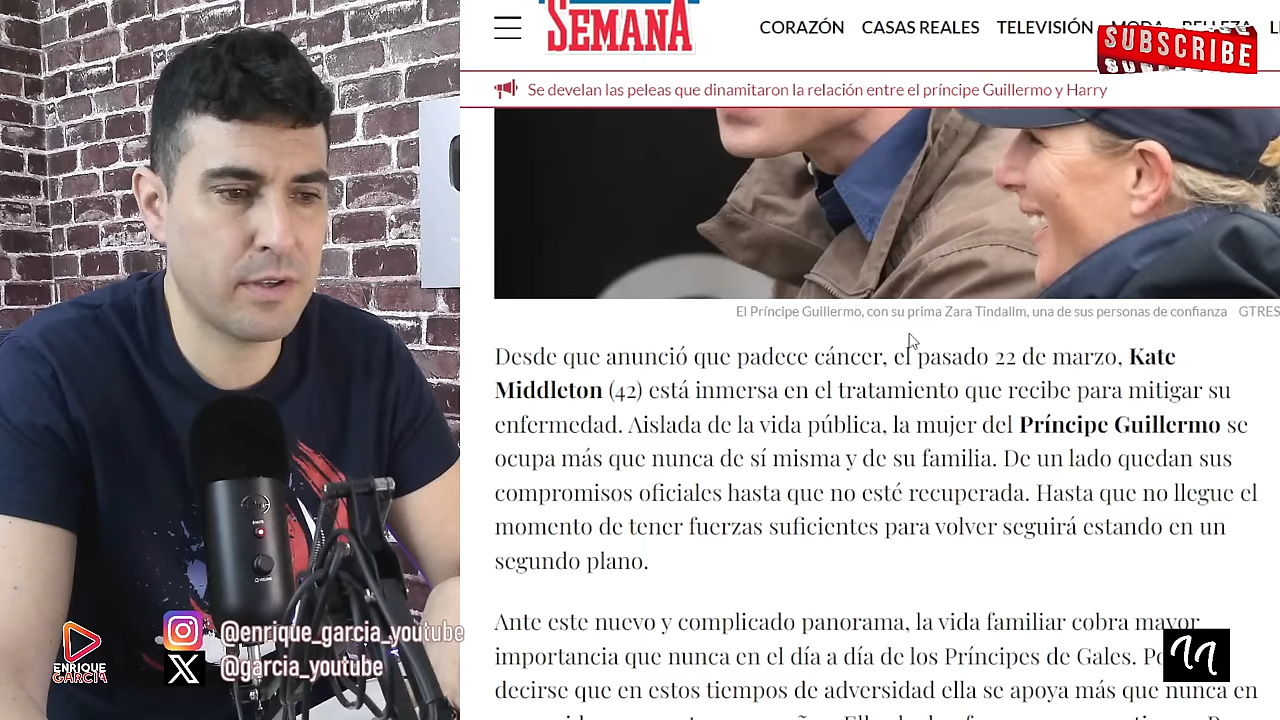 SEMANA
CORAZÓN CASAS REALES TELEVISIÓN MODA BELLEZA
SUBSCRIBE
Se develan las peleas que dinamitaron la relación entre el príncipe Guillermo y Harry
El Príncipe Guillermo, con su prima Zara Tindallm, una de sus personas de confianza GTRES
Desde que anunció que padece cáncer, el pasado 22 de marzo, Kate
Middleton (42) está inmersa en el tratamiento que recibe para mitigar su
enfermedad. Aislada de la vida pública, la mujer del Príncipe Guillermo se
ocupa más que nunca de sí misma y de su familia. De un lado quedan sus
compromisos oficiales hasta que no esté recuperada. Hasta que no llegue el
momento de tener fuerzas suficientes para volver seguirá estando en un
segundo plano.
Ante este nuevo y complicado panorama, la vida familiar cobra mayor
importancia que nunca en el día a día de los Príncipes de Gales.
decirse que en estos tiempos de adversidad ella se apoya más que nunca en
@enrique_garcia_youtube
@garcia_youtube
ENRIQUE
GARCIA